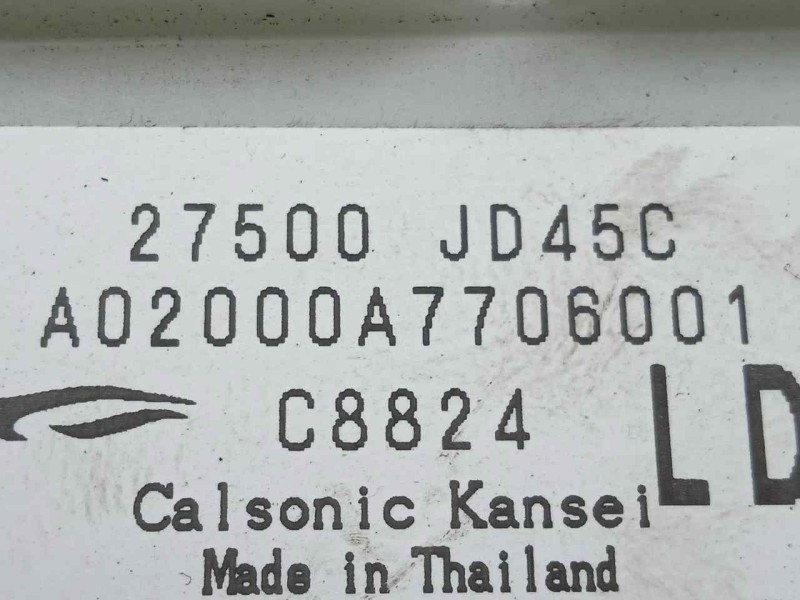 27500 JD45C
A02000A7706001
C8824 LD
Calsonic Kansei
Made in Thailand